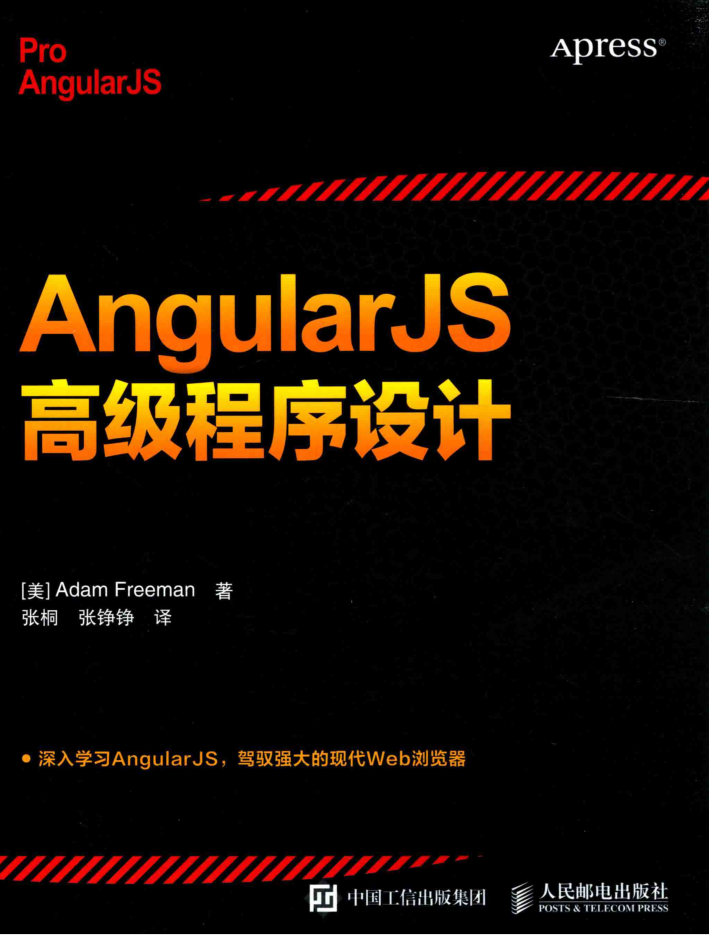 Pro
AngularJS
Apress®
AngularJS
高级程序设计
[美] Adam Freeman 著
张桐 张铮铮 译
• 深入学习AngularJS，驾驭强大的现代Web浏览器
中国工信出版集团
人民邮电出版社
POSTS & TELECOM PRESS